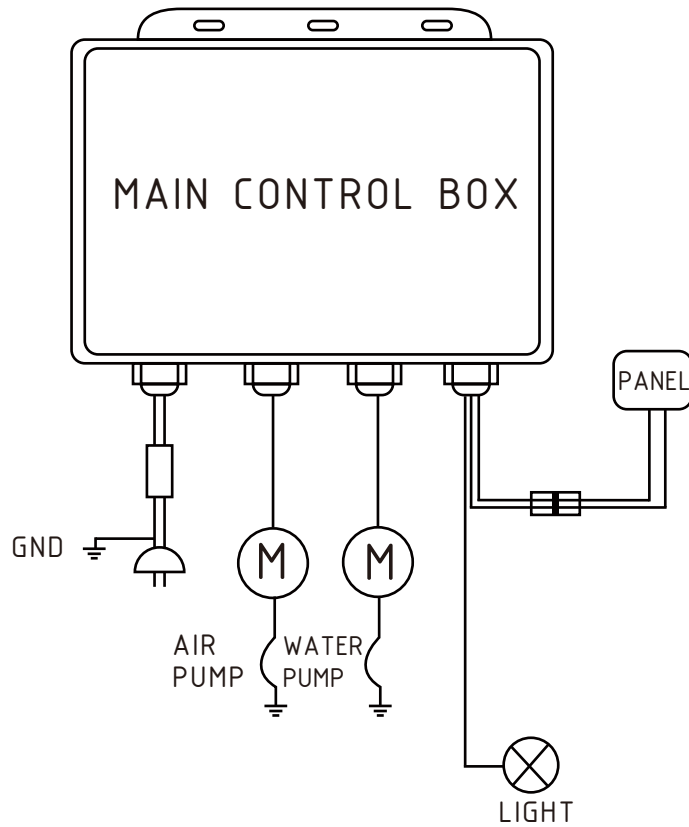 MAIN CONTROL BOX
PANEL
GND
M
M
AIR
PUMP
WATER
PUMP
LIGHT